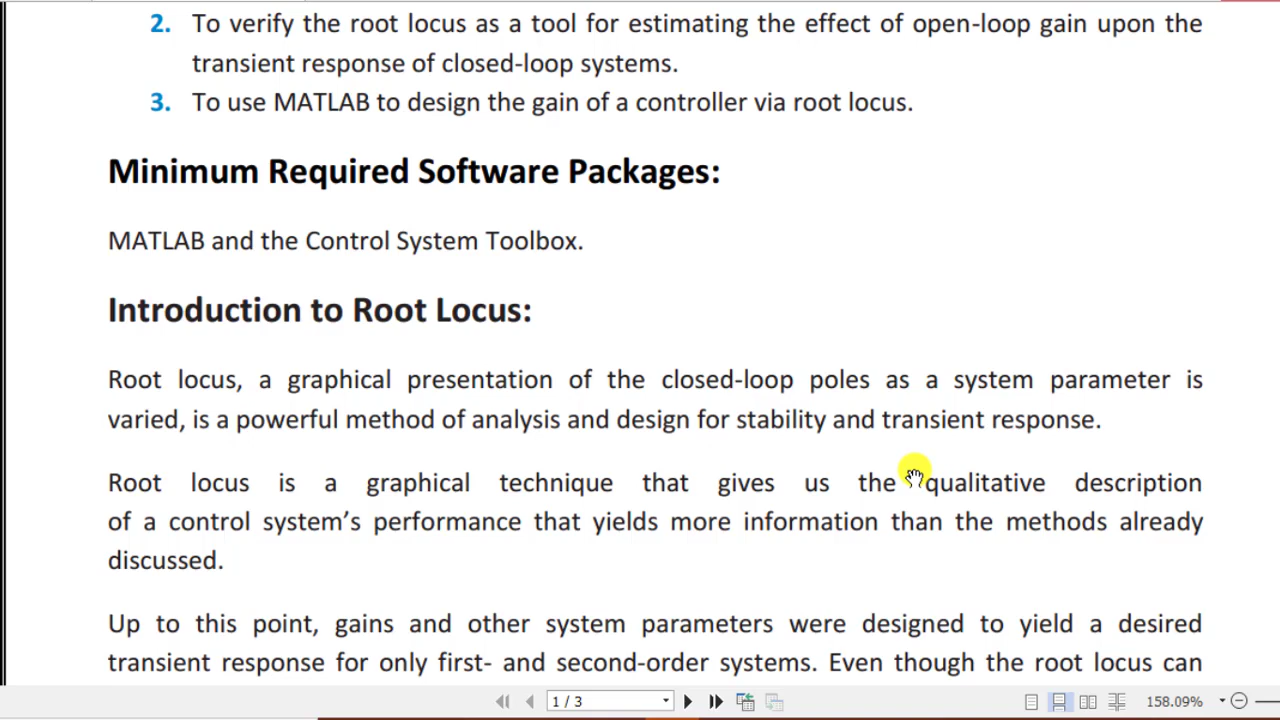 2. To verify the root locus as a tool for estimating the effect of open-loop gain upon the
transient response of closed-loop systems.
3. To use MATLAB to design the gain of a controller via root locus.
Minimum Required Software Packages:
MATLAB and the Control System Toolbox.
Introduction to Root Locus:
Root locus, a graphical presentation of the closed-loop poles as a system parameter is
varied, is a powerful method of analysis and design for stability and transient response.
Root locus is a graphical technique that gives us the qualitative description
of a control system's performance that yields more information than the methods already
discussed.
Up to this point, gains and other system parameters were designed to yield a desired
transient response for only first- and second-order systems. Even though the root locus can
1 / 3
158.09%